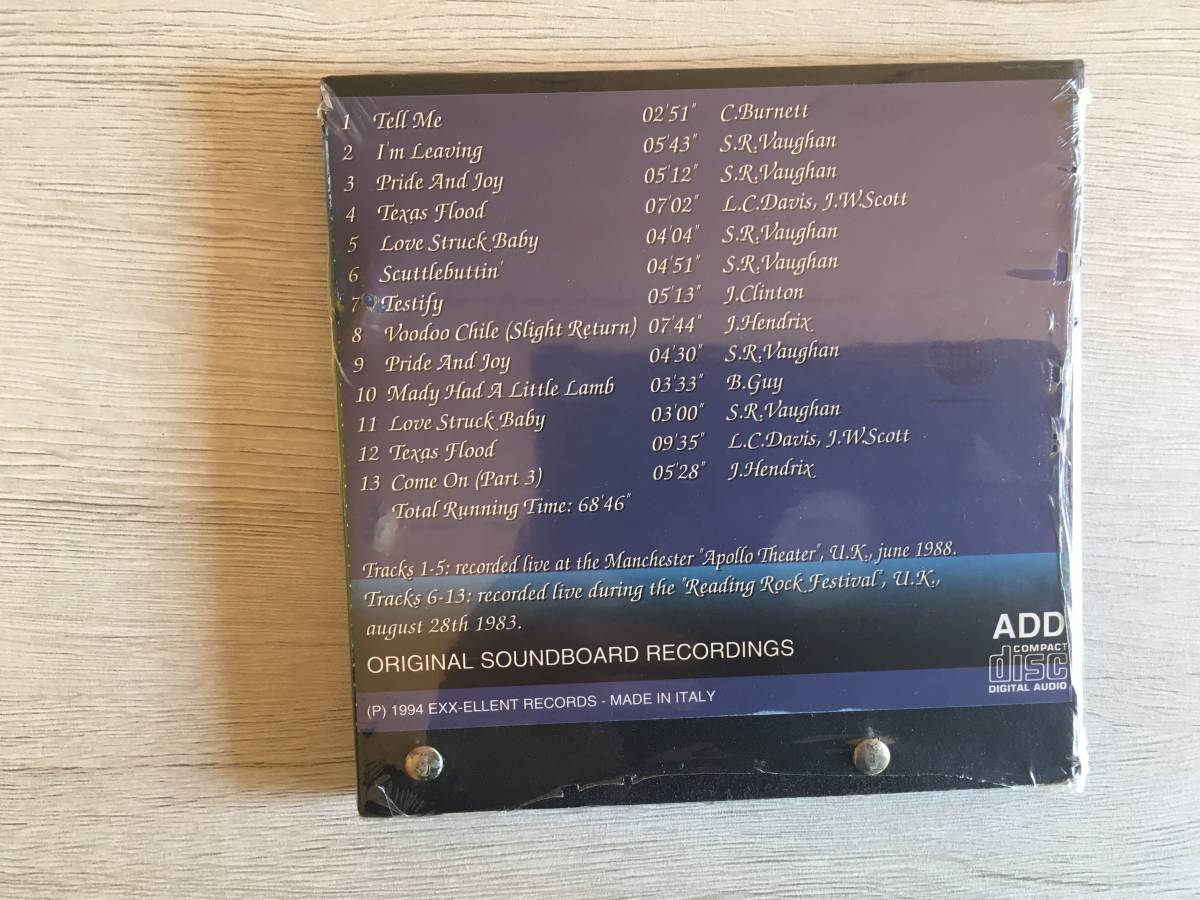 1 Tell Me 02'51" C.Burnett
2 I'm Leaving 05'43" S.R.Vaughan
3 Pride And Joy 05'12" S.R.Vaughan
4 Texas Flood 07'02" L.C.Davis, J.W.Scott
5 Love Struck Baby 04'04" S.R.Vaughan
6 Scuttlebuttin' 04'51" S.R.Vaughan
7 Testify 05'13" J.Clinton
8 Voodoo Chile (Slight Return) 07'44" J.Hendrix
9 Pride And Joy 04'30" S.R.Vaughan
10 Mady Had A Little Lamb 03'33" B.Guy
11 Love Struck Baby 03'00" S.R.Vaughan
12 Texas Flood 09'35" L.C.Davis, J.W.Scott
13 Come On (Part 3) 05'28" J.Hendrix
Total Running Time: 68'46"
Tracks 1-5: recorded live at the Manchester "Apollo Theater", U.K., june 1988.
Tracks 6-13: recorded live during the "Reading Rock Festival", U.K.,
august 28th 1983.
ORIGINAL SOUNDBOARD RECORDINGS
ADD
COMPACT
disc
DIGITAL AUDIO
(P) 1994 EXX-ELLENT RECORDS - MADE IN ITALY